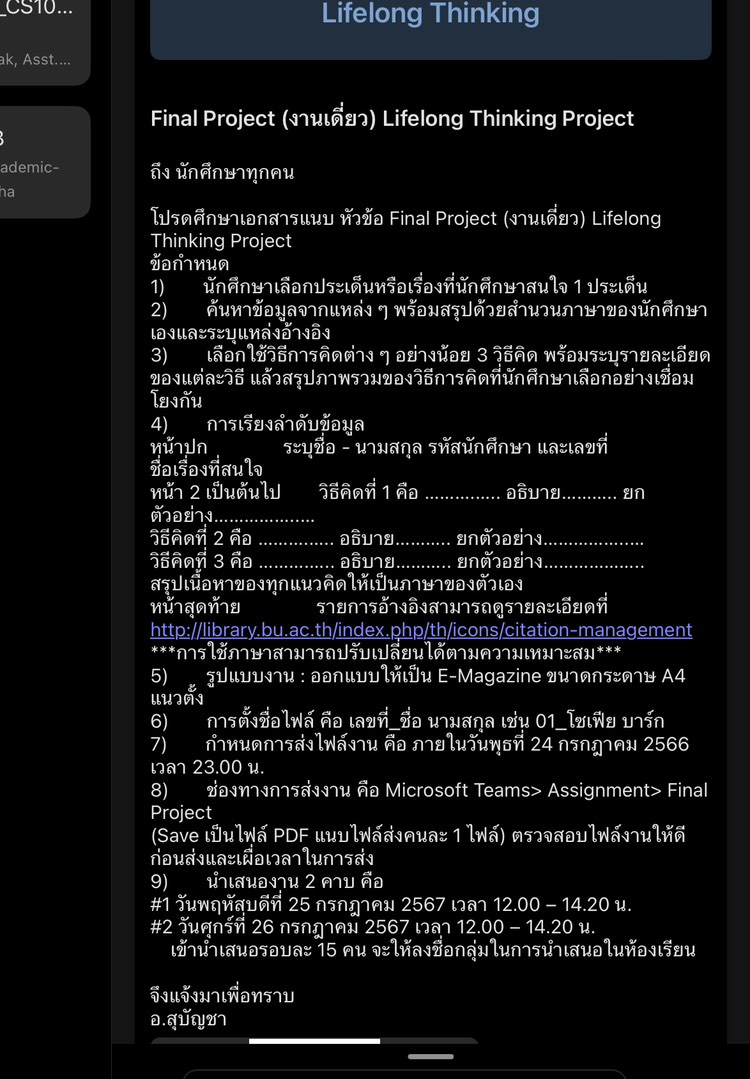 _CS10...
ak, Asst....
3
ademic-
ha
Lifelong Thinking
Final Project (งานเดี่ยว) Lifelong Thinking Project
ถึง นักศึกษาทุกคน
โปรดศึกษาเอกสารแนบ หัวข้อ Final Project (งานเดี่ยว) Lifelong
Thinking Project
ข้อกำหนด
1) นักศึกษาเลือกประเด็นหรือเรื่องที่นักศึกษาสนใจ 1 ประเด็น
2) ค้นหาข้อมูลจากแหล่ง ๆ พร้อมสรุปด้วยสำนวนภาษาของนักศึกษา
เองและระบุแหล่งอ้างอิง
3) เลือกใช้วิธีการคิดต่าง ๆ อย่างน้อย 3 วิธีคิด พร้อมระบุรายละเอียด
ของแต่ละวิธี แล้วสรุปภาพรวมของวิธีการคิดที่นักศึกษาเลือกอย่างเชื่อม
โยงกัน
4) การเรียงลำดับข้อมูล
หน้าปก ระบุชื่อ - นามสกุล รหัสนักศึกษา และเลขที่
ชื่อเรื่องที่สนใจ
หน้า 2 เป็นต้นไป วิธีคิดที่ 1 คือ .............. อธิบาย........... ยก
ตัวอย่าง...................
วิธีคิดที่ 2 คือ .............. อธิบาย........... ยกตัวอย่าง...................
วิธีคิดที่ 3 คือ .............. อธิบาย........... ยกตัวอย่าง...................
สรุปเนื้อหาของทุกแนวคิดให้เป็นภาษาของตัวเอง
หน้าสุดท้าย รายการอ้างอิงสามารถดูรายละเอียดที่
http://library.bu.ac.th/index.php/th/icons/citation-management
***การใช้ภาษาสามารถปรับเปลี่ยนได้ตามความเหมาะสม***
5) รูปแบบงาน : ออกแบบให้เป็น E-Magazine ขนาดกระดาษ A4
แนวตั้ง
6) การตั้งชื่อไฟล์ คือ เลขที่_ชื่อ นามสกุล เช่น 01_โซเฟีย บาร์ก
7) กำหนดการส่งไฟล์งาน คือ ภายในวันพุธที่ 24 กรกฎาคม 2566
เวลา 23.00 น.
8) ช่องทางการส่งงาน คือ Microsoft Teams> Assignment> Final
Project
(Save เป็นไฟล์ PDF แนบไฟล์ส่งคนละ 1 ไฟล์) ตรวจสอบไฟล์งานให้ดี
ก่อนส่งและเผื่อเวลาในการส่ง
9) นำเสนองาน 2 คาบ คือ
#1 วันพฤหัสบดีที่ 25 กรกฎาคม 2567 เวลา 12.00 – 14.20 น.
#2 วันศุกร์ที่ 26 กรกฎาคม 2567 เวลา 12.00 – 14.20 น.
เข้านำเสนอรอบละ 15 คน จะให้ลงชื่อกลุ่มในการนำเสนอในห้องเรียน
จึงแจ้งมาเพื่อทราบ
อ.สุบัญชา